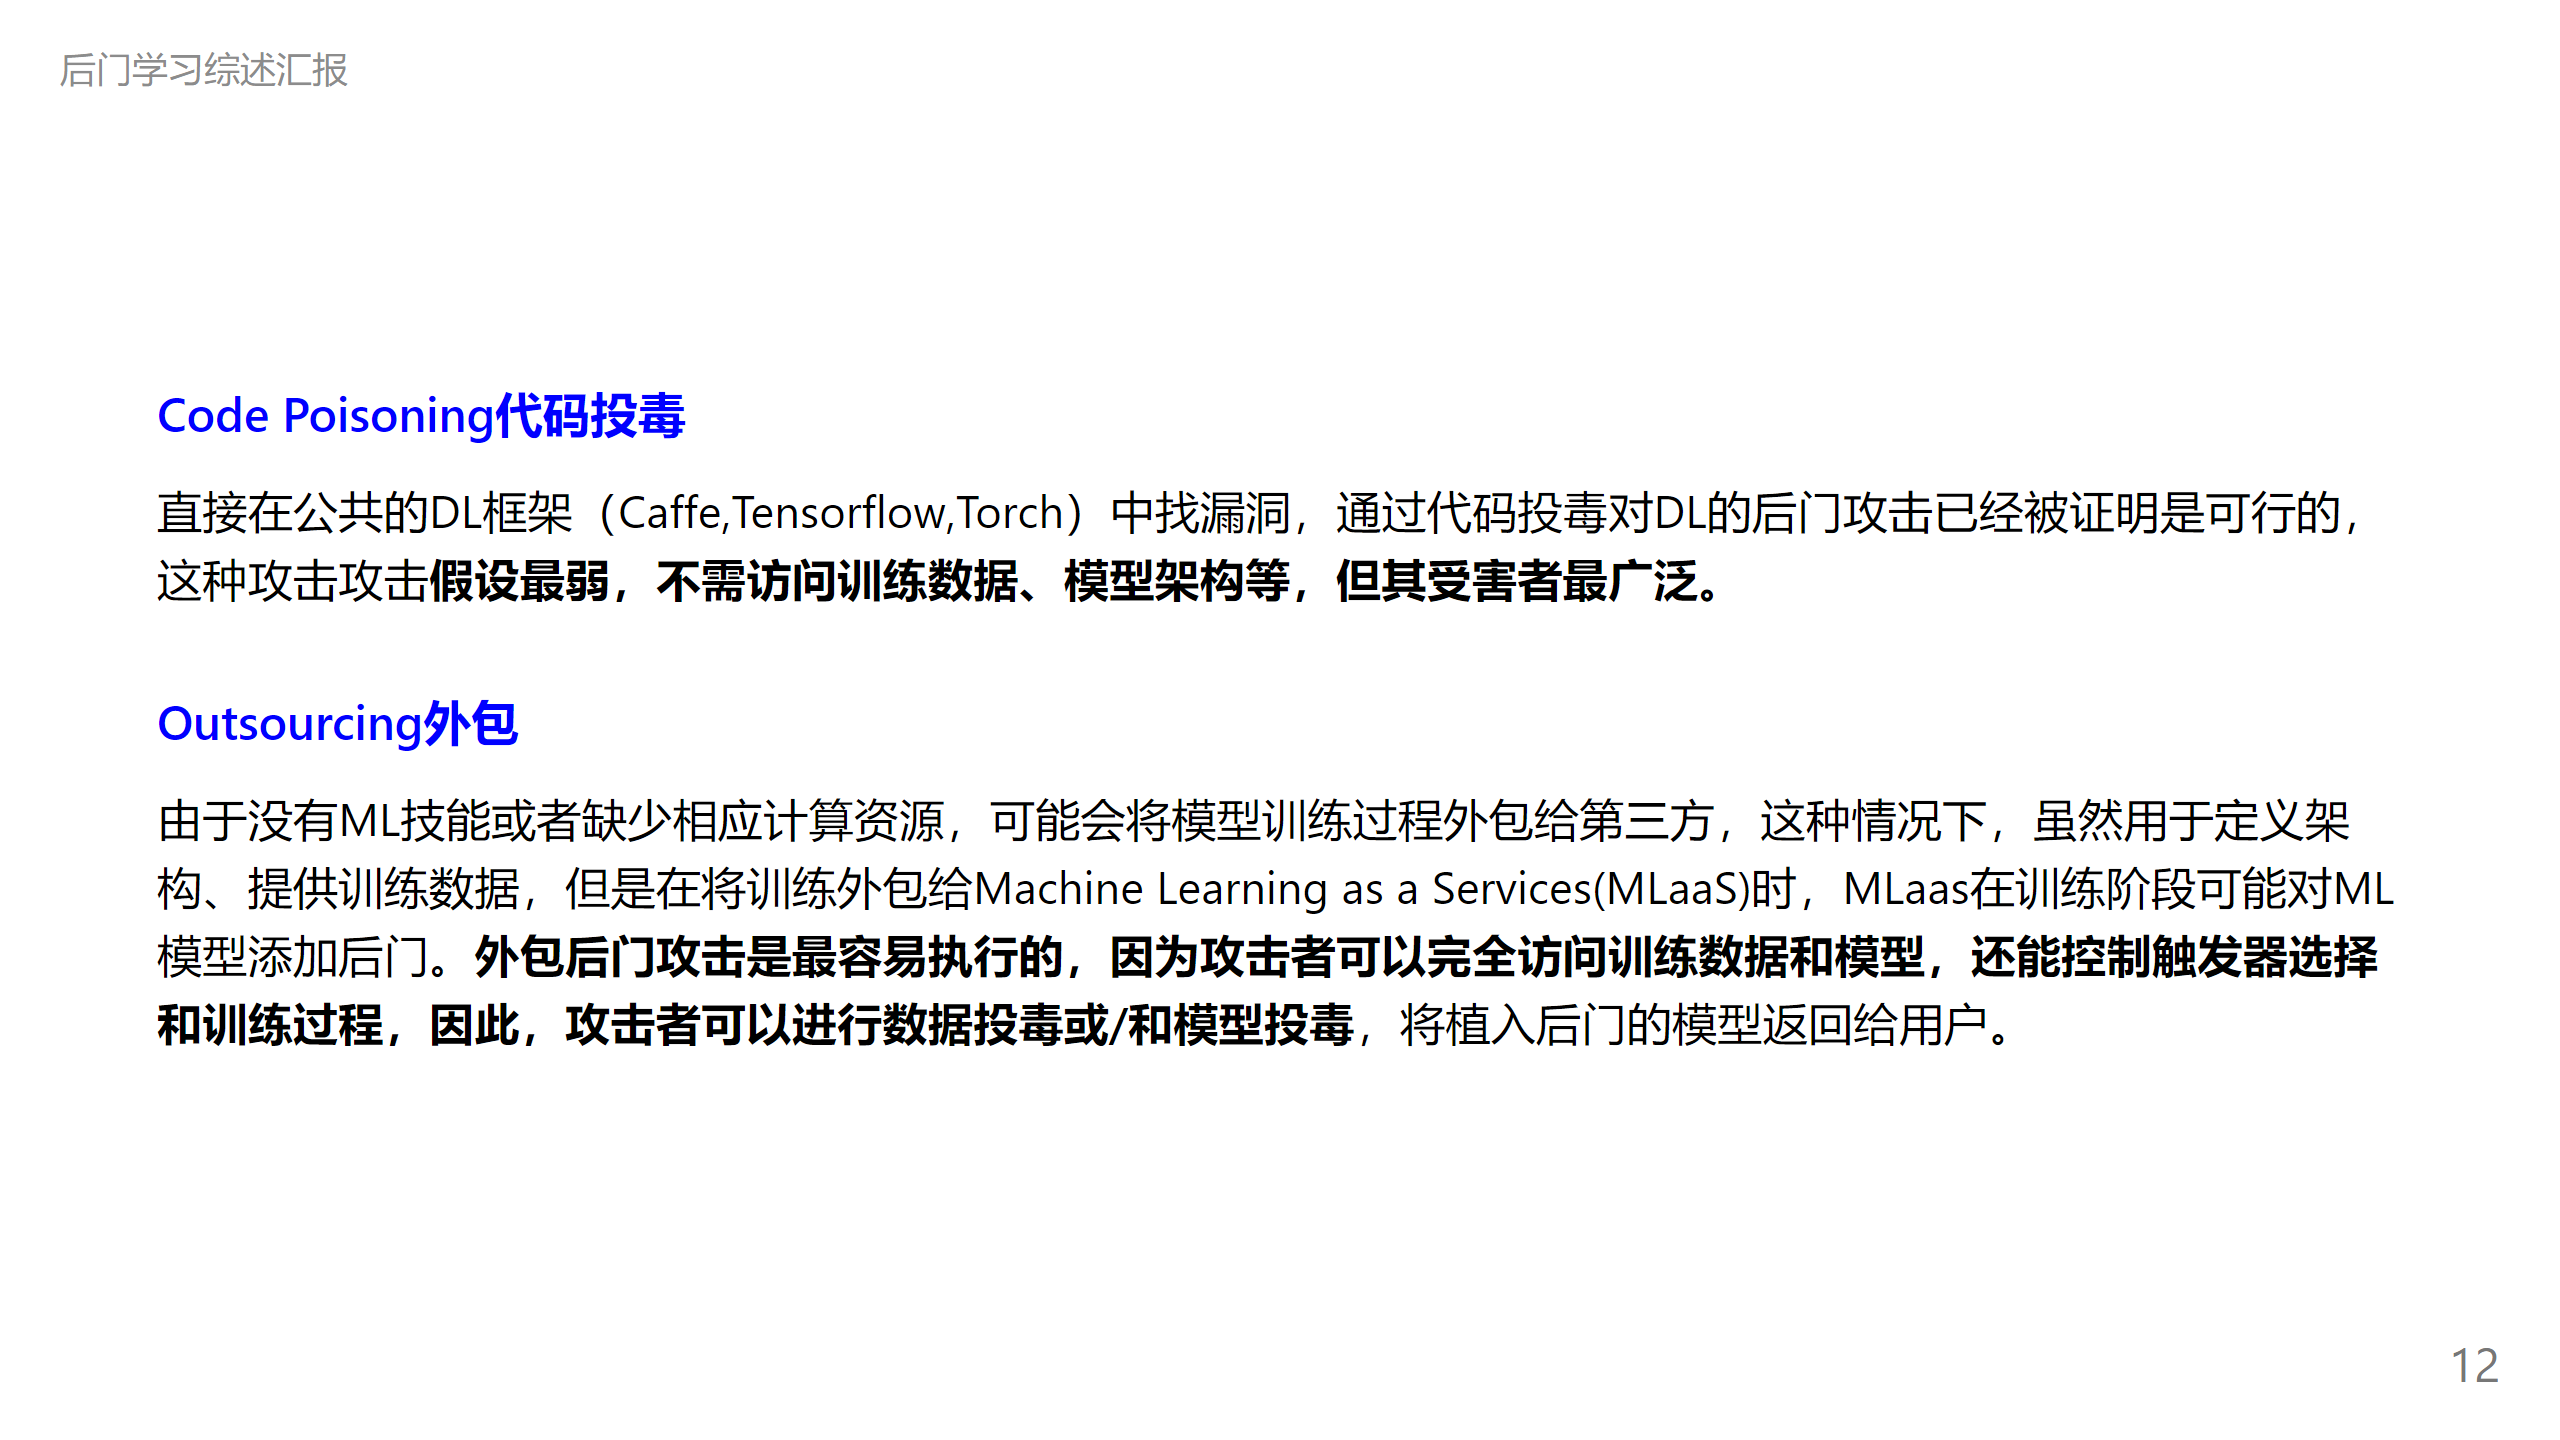 后门学习综述汇报
Code Poisoning代码投毒
直接在公共的DL框架（Caffe,Tensorflow,Torch）中找漏洞，通过代码投毒对DL的后门攻击已经被证明是可行的，
这种攻击攻击假设最弱，不需访问训练数据、模型架构等，但其受害者最广泛。
Outsourcing外包
由于没有ML技能或者缺少相应计算资源，可能会将模型训练过程外包给第三方，这种情况下，虽然用于定义架
构、提供训练数据，但是在将训练外包给Machine Learning as a Services(MLaaS)时，MLaas在训练阶段可能对ML
模型添加后门。外包后门攻击是最容易执行的，因为攻击者可以完全访问训练数据和模型，还能控制触发器选择
和训练过程，因此，攻击者可以进行数据投毒或/和模型投毒，将植入后门的模型返回给用户。
12